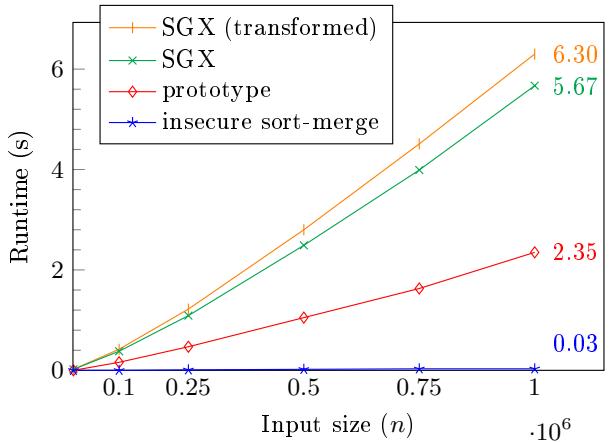 SGX (transformed)
SGX
prototype
insecure sort-merge
6.30
5.67
2.35
0.03
Runtime (s)
6
4
2
0
0.1 0.25 0.5 0.75 1
Input size (n)
·10^6